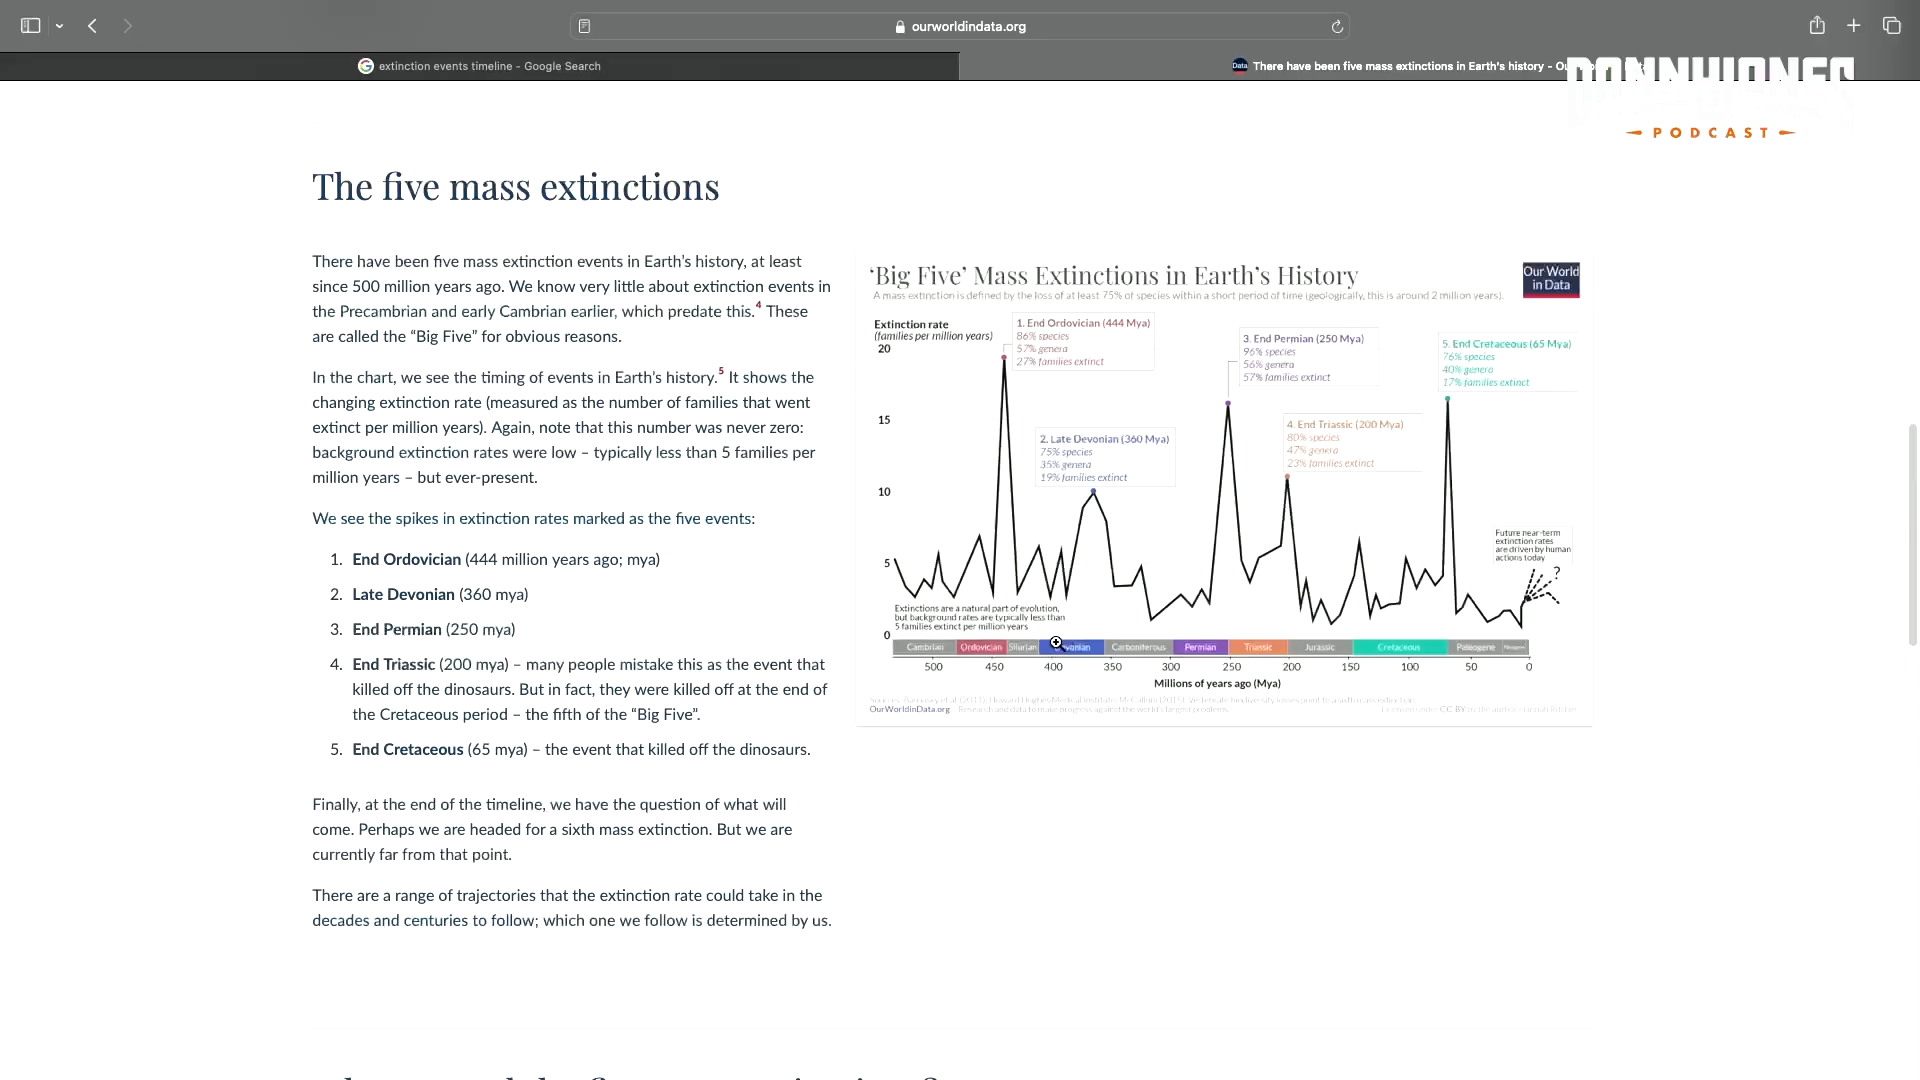 ourworldindata.org
extinction events timeline - Google Search
Data There have been five mass extinctions in Earth's history -
PODCAST
The five mass extinctions
There have been five mass extinction events in Earth's history, at least
since 500 million years ago. We know very little about extinction events in
the Precambrian and early Cambrian earlier, which predate this.4 These
are called the “Big Five” for obvious reasons.
In the chart, we see the timing of events in Earth's history.5 It shows the
changing extinction rate (measured as the number of families that went
extinct per million years). Again, note that this number was never zero:
background extinction rates were low – typically less than 5 families per
million years – but ever-present.
We see the spikes in extinction rates marked as the five events:
1. End Ordovician (444 million years ago; mya)
2. Late Devonian (360 mya)
3. End Permian (250 mya)
4. End Triassic (200 mya) – many people mistake this as the event that
killed off the dinosaurs. But in fact, they were killed off at the end of
the Cretaceous period – the fifth of the “Big Five”.
5. End Cretaceous (65 mya) – the event that killed off the dinosaurs.
Finally, at the end of the timeline, we have the question of what will
come. Perhaps we are headed for a sixth mass extinction. But we are
currently far from that point.
There are a range of trajectories that the extinction rate could take in the
decades and centuries to follow; which one we follow is determined by us.
‘Big Five’ Mass Extinctions in Earth's History
Our World
in Data
A mass extinction is defined by the loss of at least 75% of species within a short period of time (geologically, this is around 2 million years).
Extinction rate
(families per million years)
20
15
10
5
0
1. End Ordovician (444 Mya)
86% species
57% genera
27% families extinct
2. Late Devonian (360 Mya)
75% species
35% genera
19% families extinct
3. End Permian (250 Mya)
96% species
56% genera
57% families extinct
4. End Triassic (200 Mya)
80% species
47% genera
23% families extinct
5. End Cretaceous (65 Mya)
76% species
40% genera
17% families extinct
Future near-term
extinction rates
are driven by human
actions today
?
Extinctions are a natural part of evolution,
but background rates are typically less than
5 families extinct per million years
Cambrian Ordovician Silurian Carboniferous Permian Triassic Jurassic Cretaceous Paleogene
500 450 400 350 300 250 200 150 100 50 0
Millions of years ago (Mya)
OurWorldinData.org Research and data to make progress against the world's largest problems.
CC BY